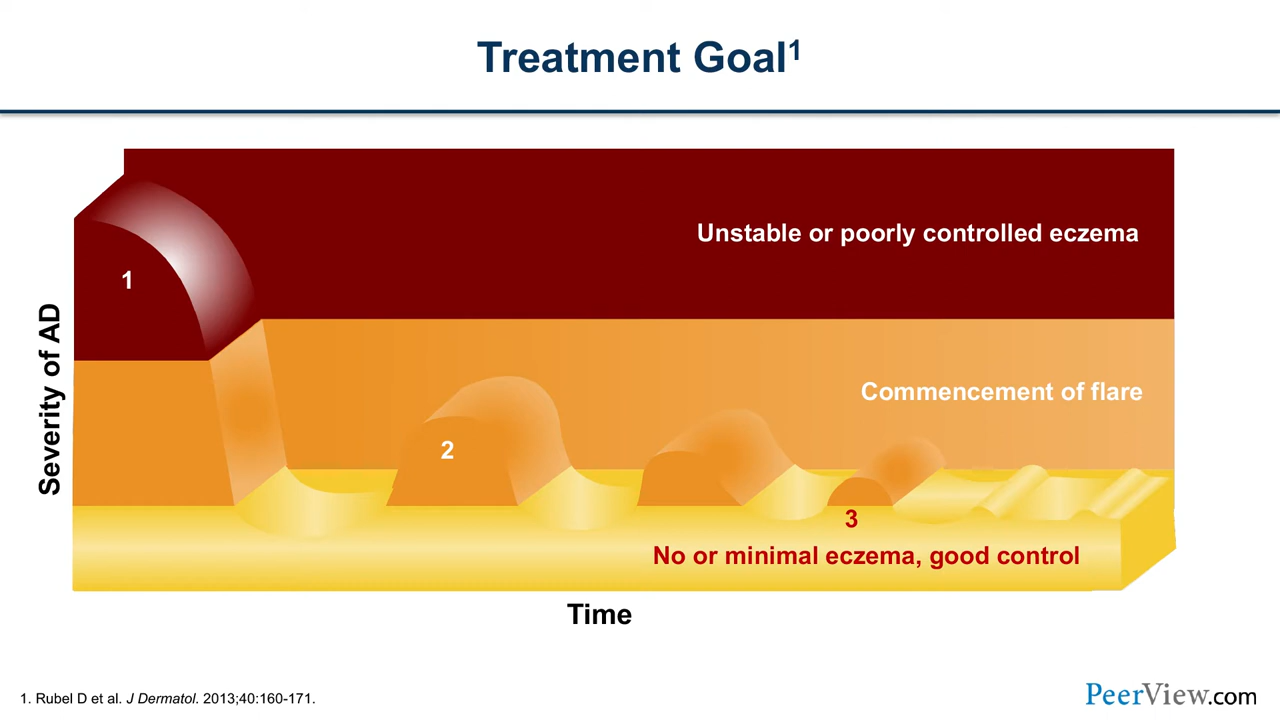 Treatment Goal¹
Unstable or poorly controlled eczema
1
Severity of AD
Commencement of flare
2
3
No or minimal eczema, good control
Time
1. Rubel D et al. J Dermatol. 2013;40:160-171.
PeerView.com